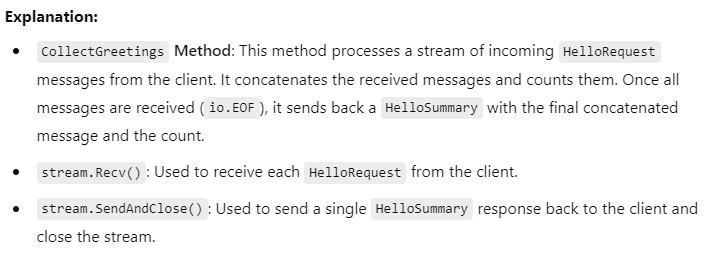 Explanation:
• CollectGreetings Method: This method processes a stream of incoming HelloRequest
messages from the client. It concatenates the received messages and counts them. Once all
messages are received ( io.EOF ), it sends back a HelloSummary with the final concatenated
message and the count.
• stream.Recv() : Used to receive each HelloRequest from the client.
• stream.SendAndClose() : Used to send a single HelloSummary response back to the client and
close the stream.